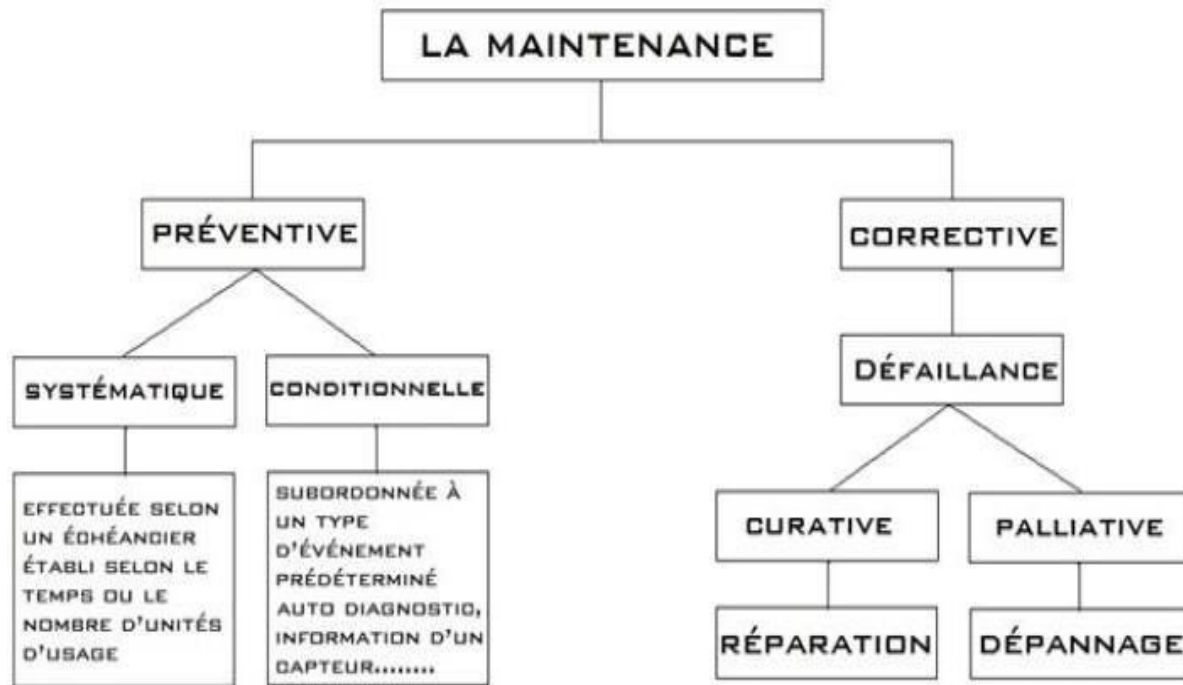 LA MAINTENANCE
PRÉVENTIVE
CORRECTIVE
SYSTÉMATIQUE
CONDITIONNELLE
DÉFAILLANCE
EFFECTUÉE SELON
UN ÉCHÉANCIER
ÉTABLI SELON LE
TEMPS OU LE
NOMBRE D'UNITÉS
D'USAGE
SUBORDONNÉE À
UN TYPE
D'ÉVÉNEMENT
PRÉDÉTERMINÉ
AUTO DIAGNOSTIC,
INFORMATION D'UN
CAPTEUR........
CURATIVE
PALLIATIVE
RÉPARATION
DÉPANNAGE